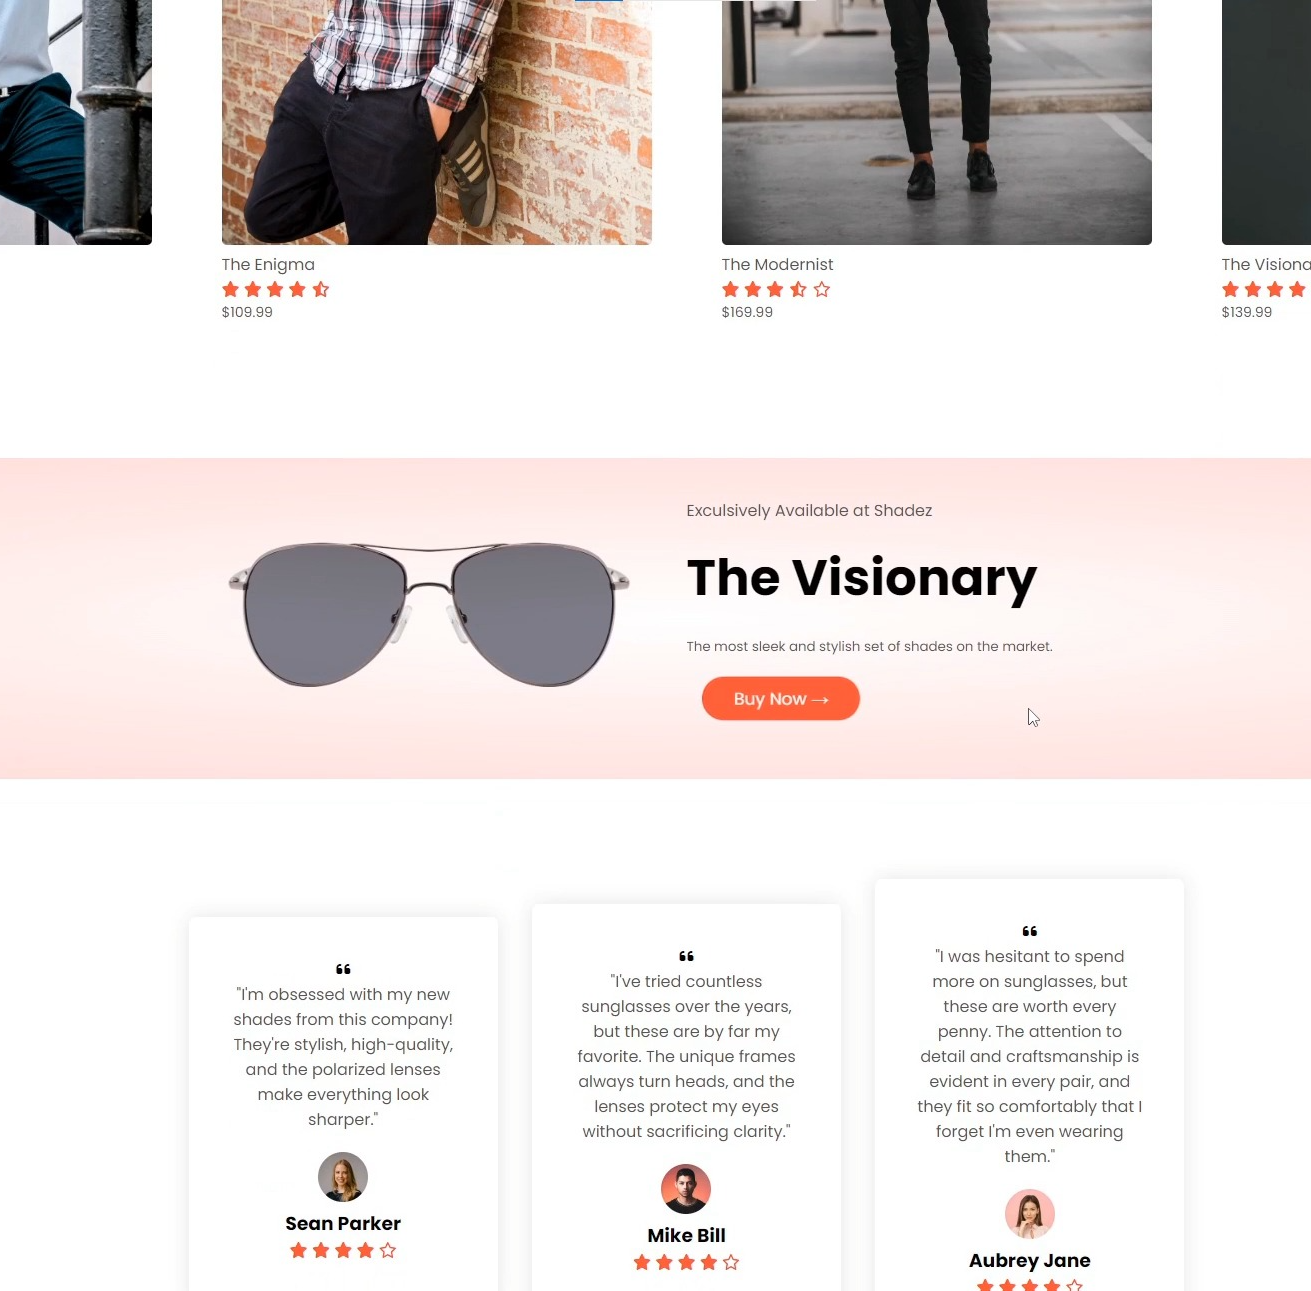 The Enigma
$109.99
The Modernist
$169.99
The Visiona
$139.99
Exculsively Available at Shadez
The Visionary
The most sleek and stylish set of shades on the market.
Buy Now →
❝
"I'm obsessed with my new
shades from this company!
They're stylish, high-quality,
and the polarized lenses
make everything look
sharper."
Sean Parker
❝
"I've tried countless
sunglasses over the years,
but these are by far my
favorite. The unique frames
always turn heads, and the
lenses protect my eyes
without sacrificing clarity."
Mike Bill
❝
"I was hesitant to spend
more on sunglasses, but
these are worth every
penny. The attention to
detail and craftsmanship is
evident in every pair, and
they fit so comfortably that I
forget I'm even wearing
them."
Aubrey Jane